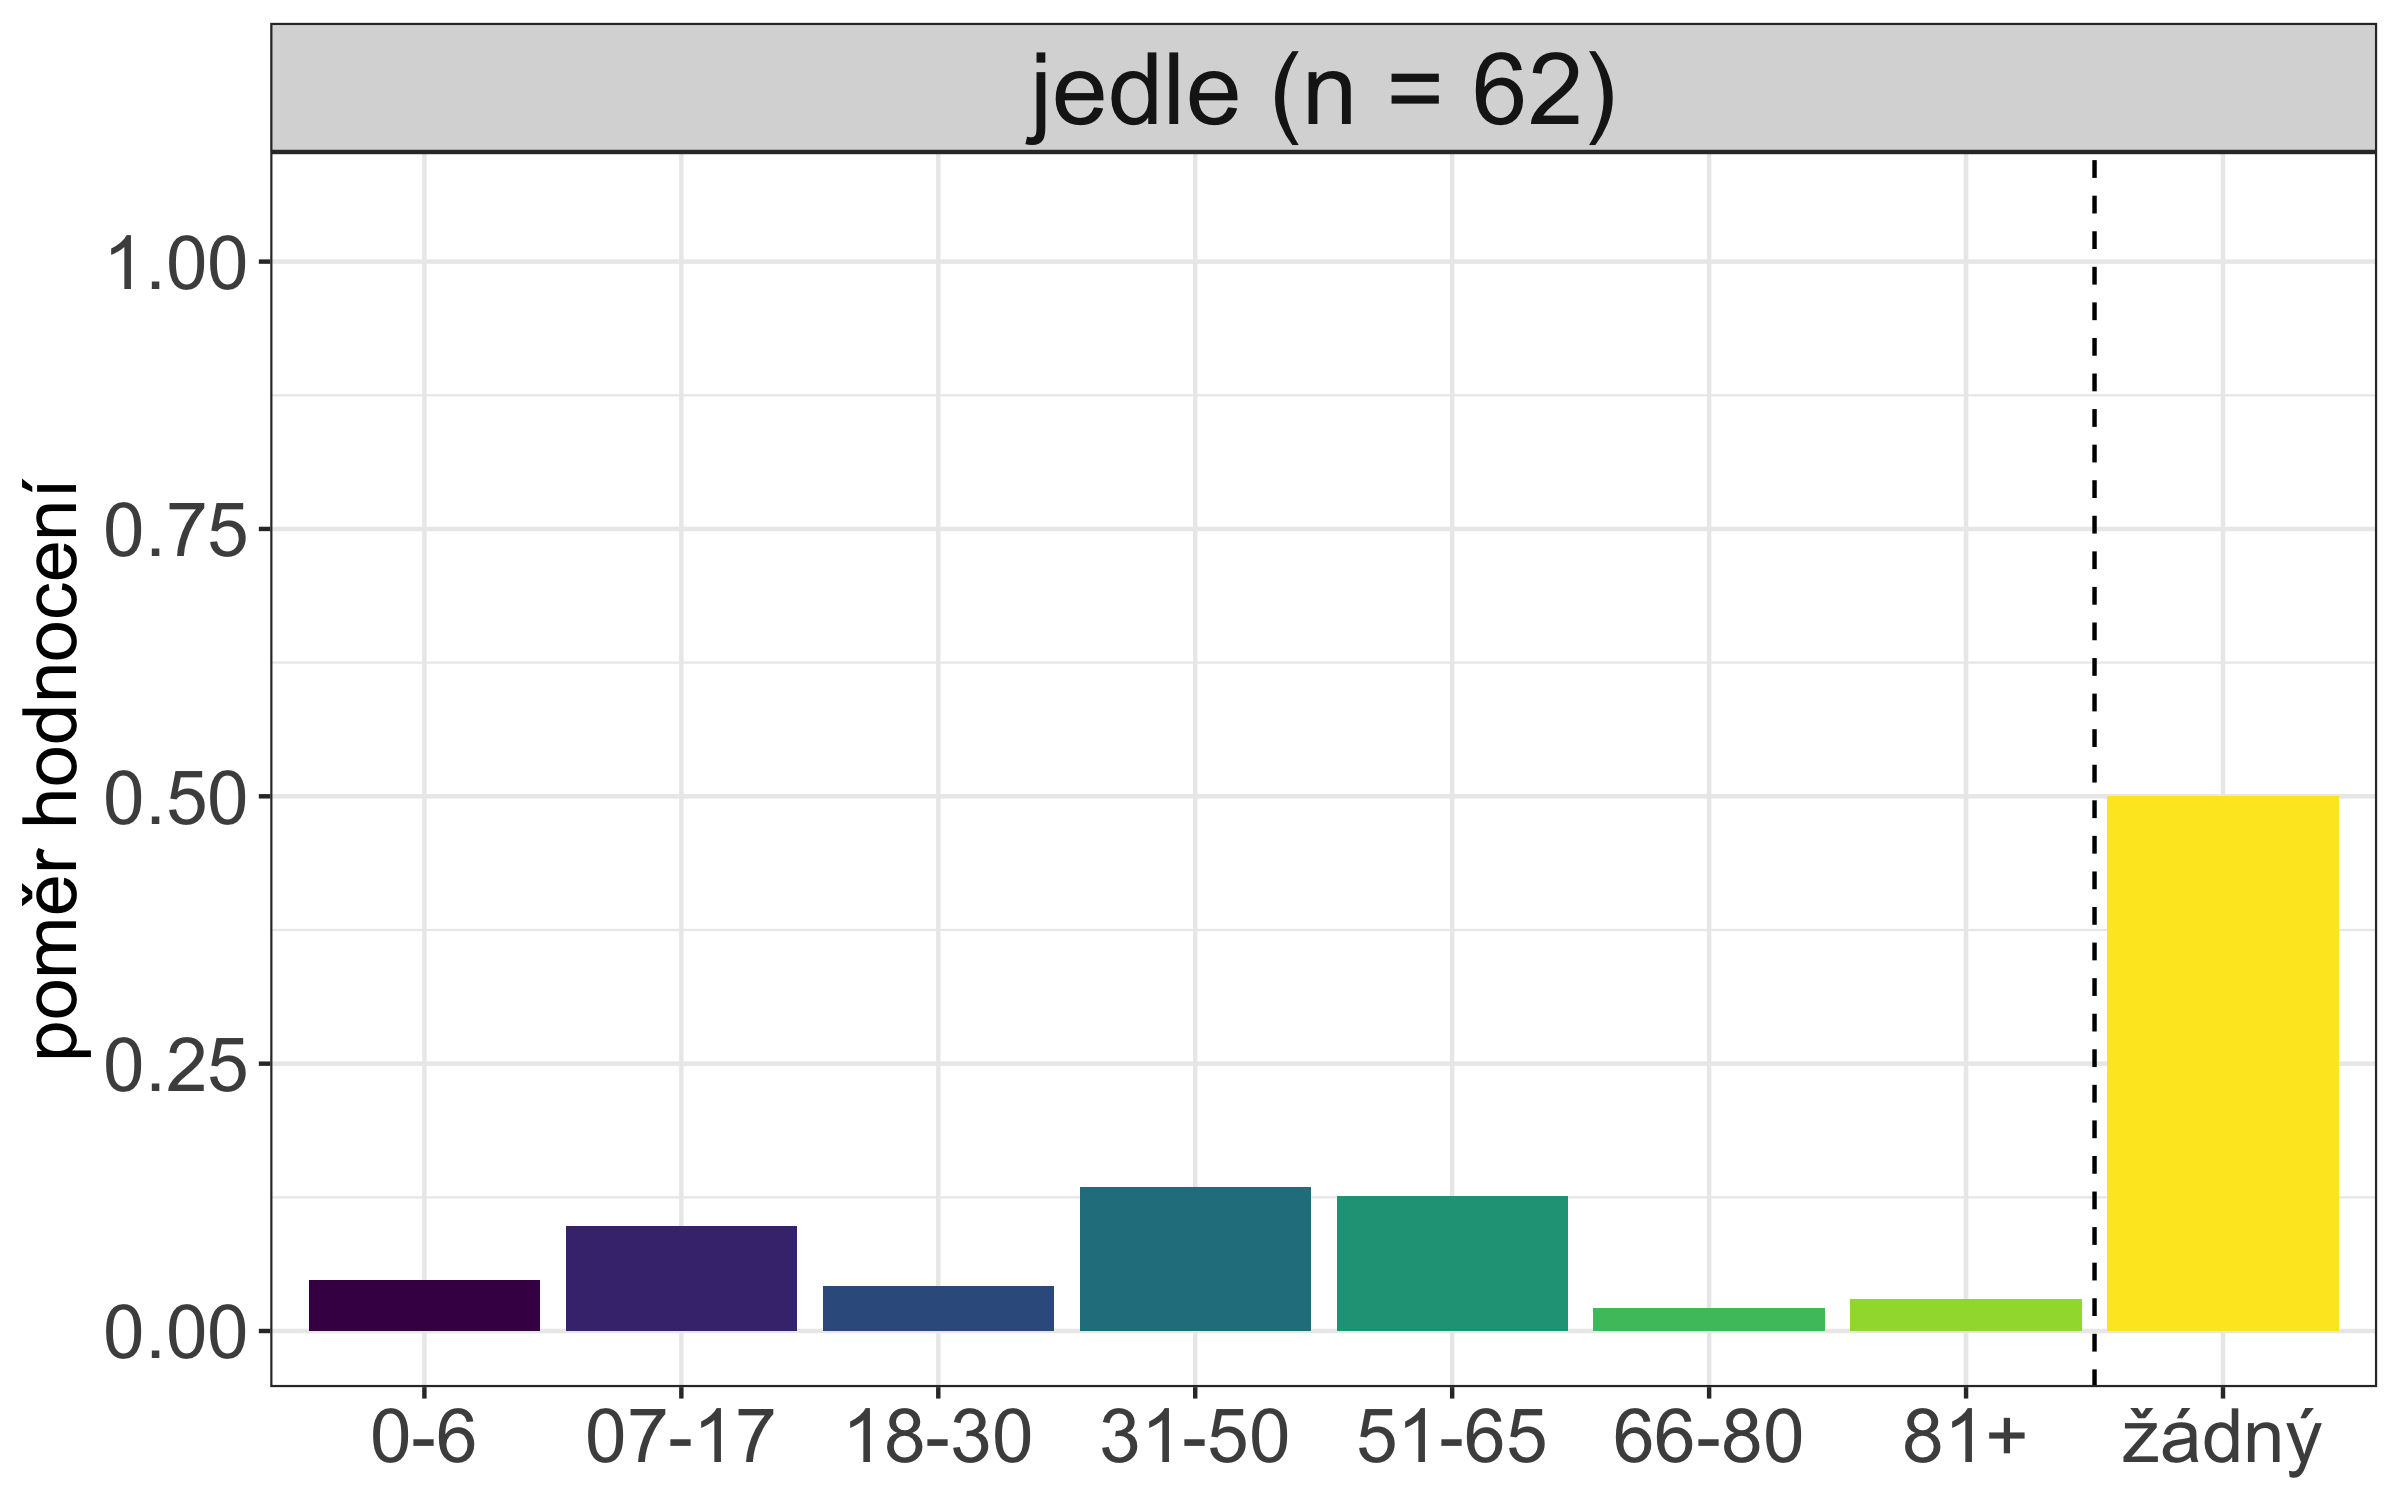 jedle (n = 62)
poměr hodnocení
1.00
0.75
0.50
0.25
0.00
0-6 07-17 18-30 31-50 51-65 66-80 81+ žádný